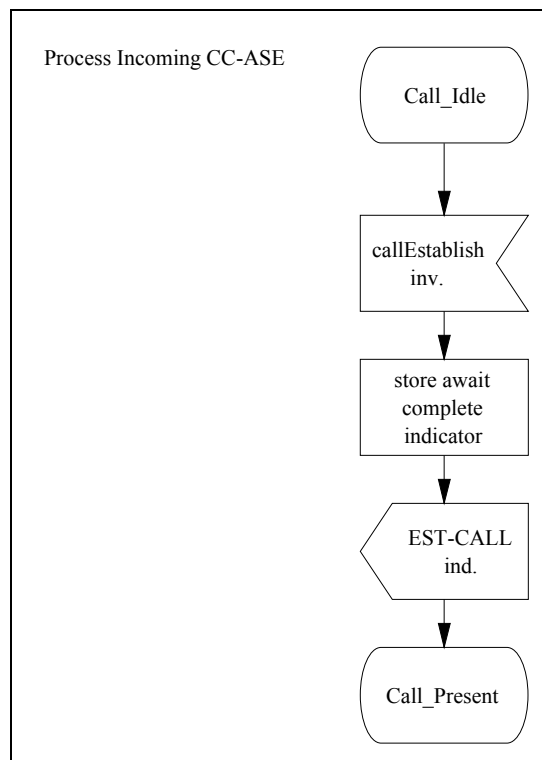 Process Incoming CC-ASE
Call_Idle
callEstablish
inv.
store await
complete
indicator
EST-CALL
ind.
Call_Present